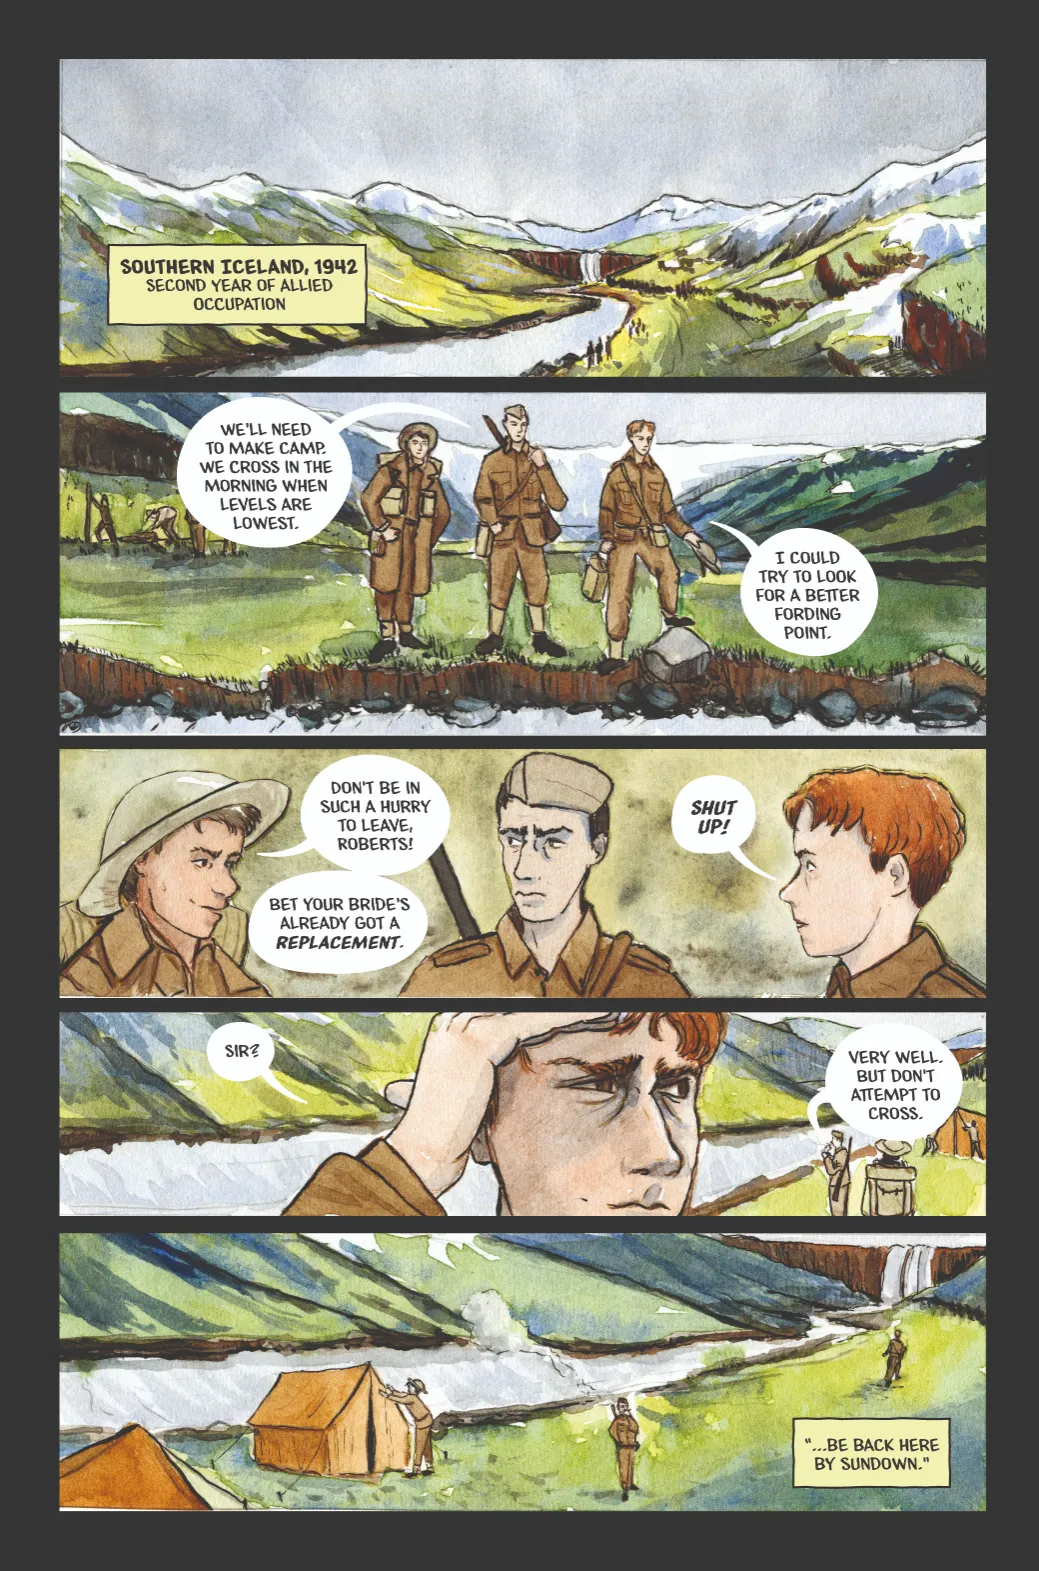 SOUTHERN ICELAND, 1942
SECOND YEAR OF ALLIED
OCCUPATION
WE'LL NEED
TO MAKE CAMP.
WE CROSS IN THE
MORNING WHEN
LEVELS ARE
LOWEST.
I COULD
TRY TO LOOK
FOR A BETTER
FORDING
POINT.
DON'T BE IN
SUCH A HURRY
TO LEAVE,
ROBERTS!
BET YOUR BRIDE'S
ALREADY GOT A
REPLACEMENT.
SHUT
UP!
SIR?
VERY WELL.
BUT DON'T
ATTEMPT TO
CROSS.
"...BE BACK HERE
BY SUNDOWN."